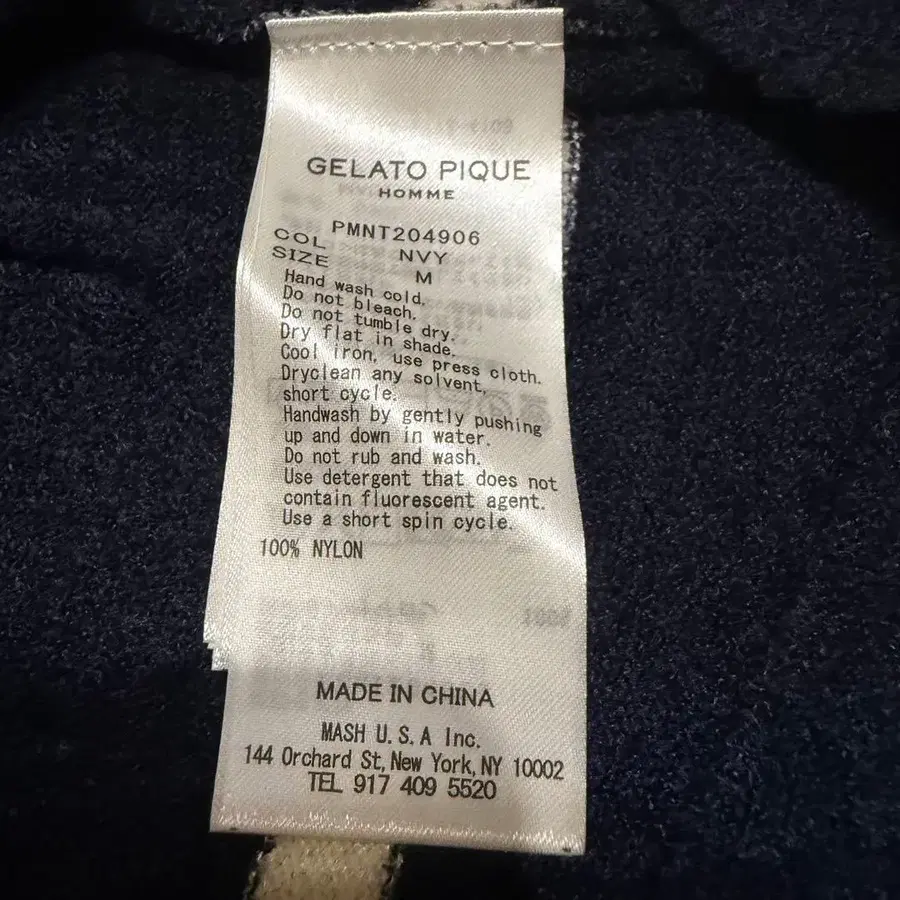 GELATO PIQUE
HOMME
PMNT204906
COL NVY
SIZE M
Hand wash cold.
Do not bleach.
Do not tumble dry.
Dry flat in shade.
Cool iron, use press cloth.
Dryclean any solvent,
short cycle.
Handwash by gently pushing
up and down in water.
Do not rub and wash.
Use detergent that does not
contain fluorescent agent.
Use a short spin cycle.
100% NYLON
MADE IN CHINA
MASH U.S.A Inc.
144 Orchard St, New York, NY 10002
TEL 917 409 5520